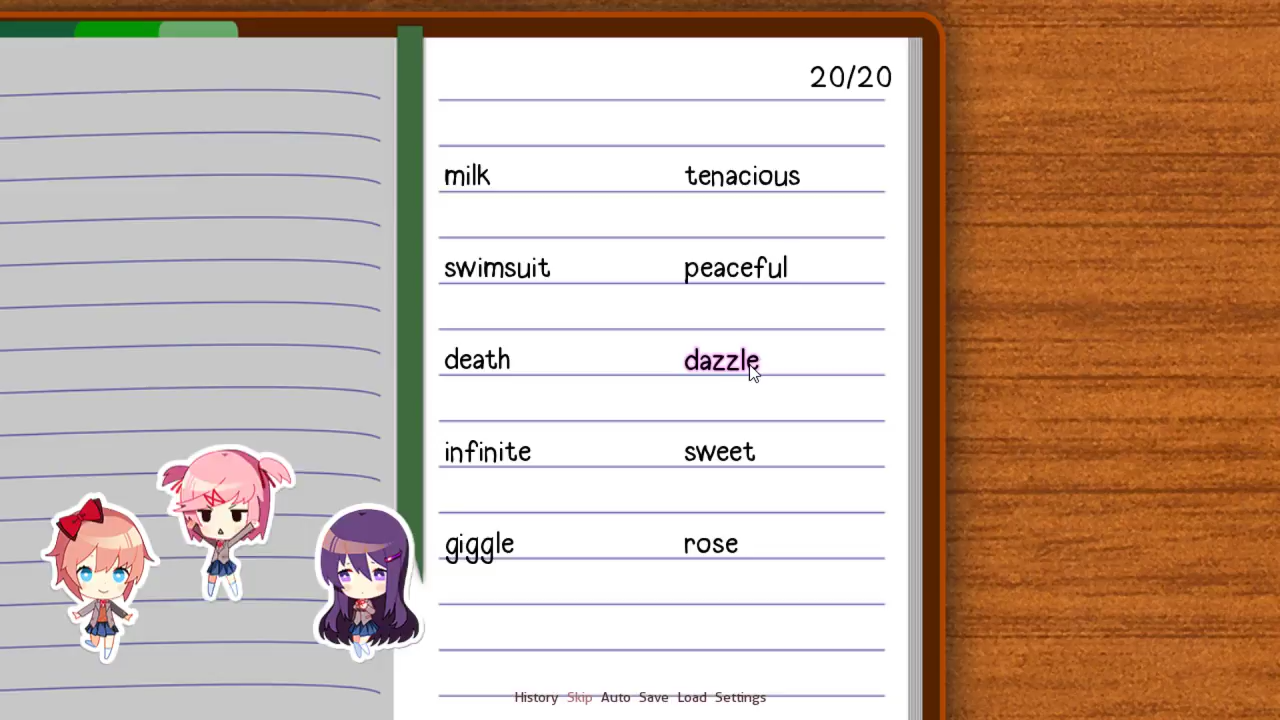 20/20
milk tenacious
swimsuit peaceful
death dazzle
infinite sweet
giggle rose
History Skip Auto Save Load Settings